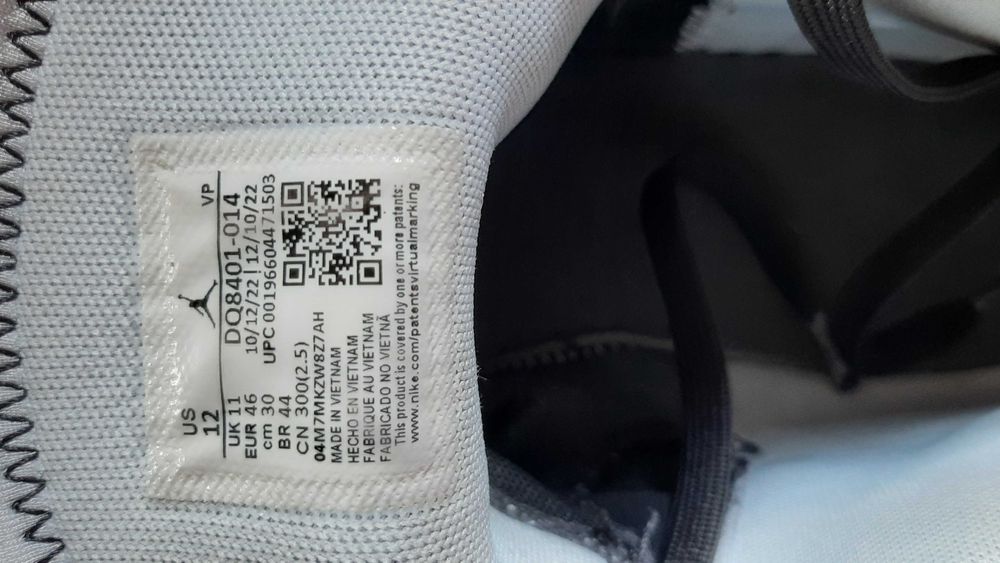 US
12
VP
UK 11
DQ8401-014
EUR 46
10/12/22 | 12/10/22
cm 30
UPC 00196604471503
BR 44
CN 300(2.5)
04M7MKZW8Z7AH
MADE IN VIETNAM
HECHO EN VIETNAM
FABRIQUE AU VIETNAM
FABRICADO NO VIETNÃ
This product is covered by one or more patents:
www.nike.com/patentsvirtualmarking